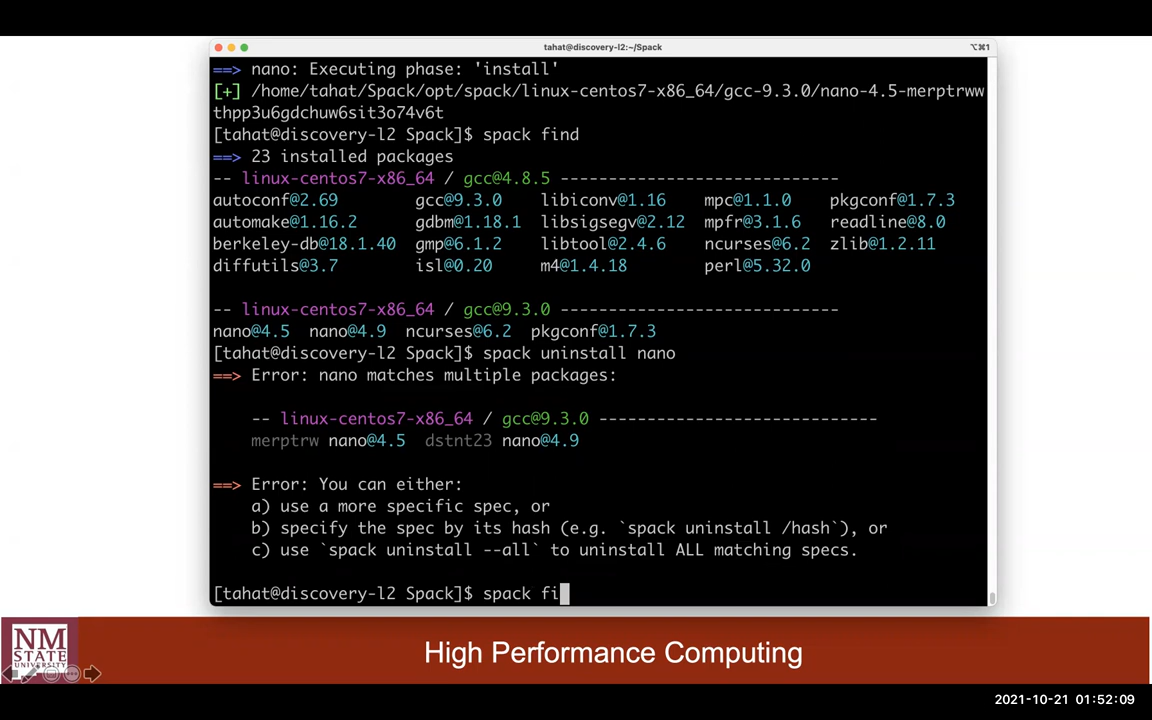 tahat@discovery-l2:~/Spack
⌥⌘1
==> nano: Executing phase: 'install'
[+] /home/tahat/Spack/opt/spack/linux-centos7-x86_64/gcc-9.3.0/nano-4.5-merptrww
thpp3u6gdchuw6sit3o74v6t
[tahat@discovery-l2 Spack]$ spack find
==> 23 installed packages
-- linux-centos7-x86_64 / gcc@4.8.5 -----------------------------
autoconf@2.69 gcc@9.3.0 libiconv@1.16 mpc@1.1.0 pkgconf@1.7.3
automake@1.16.2 gdbm@1.18.1 libsigsegv@2.12 mpfr@3.1.6 readline@8.0
berkeley-db@18.1.40 gmp@6.1.2 libtool@2.4.6 ncurses@6.2 zlib@1.2.11
diffutils@3.7 isl@0.20 m4@1.4.18 perl@5.32.0
-- linux-centos7-x86_64 / gcc@9.3.0 -----------------------------
nano@4.5 nano@4.9 ncurses@6.2 pkgconf@1.7.3
[tahat@discovery-l2 Spack]$ spack uninstall nano
==> Error: nano matches multiple packages:
-- linux-centos7-x86_64 / gcc@9.3.0 -----------------------------
merptrw nano@4.5 dstnt23 nano@4.9
==> Error: You can either:
a) use a more specific spec, or
b) specify the spec by its hash (e.g. `spack uninstall /hash`), or
c) use `spack uninstall --all` to uninstall ALL matching specs.
[tahat@discovery-l2 Spack]$ spack fi
NM
STATE
High Performance Computing
2021-10-21 01:52:09